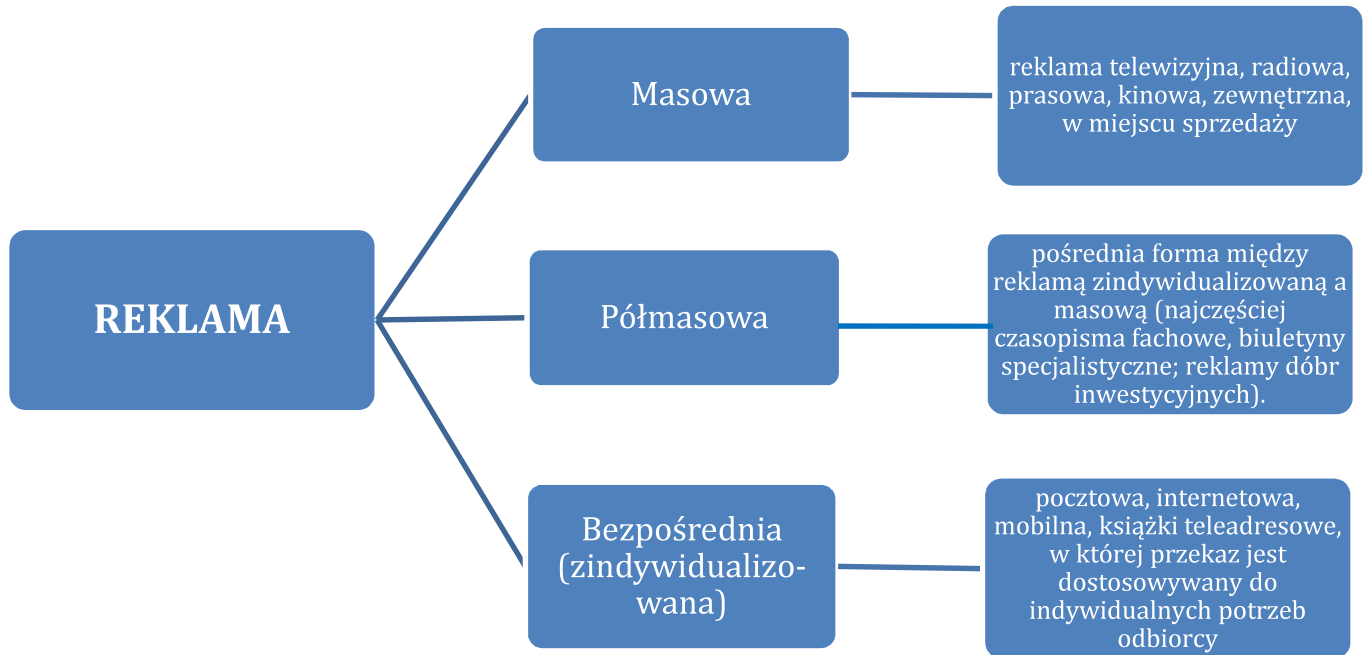 REKLAMA
Masowa
reklama telewizyjna, radiowa,
prasowa, kinowa, zewnętrzna,
w miejscu sprzedaży
Półmasowa
pośrednia forma między
reklamą zindywidualizowaną a
masową (najczęściej
czasopisma fachowe, biuletyny
specjalistyczne; reklamy dóbr
inwestycyjnych).
Bezpośrednia
(zindywidualizo-
wana)
pocztowa, internetowa,
mobilna, książki teleadresowe,
w której przekaz jest
dostosowywany do
indywidualnych potrzeb
odbiorcy